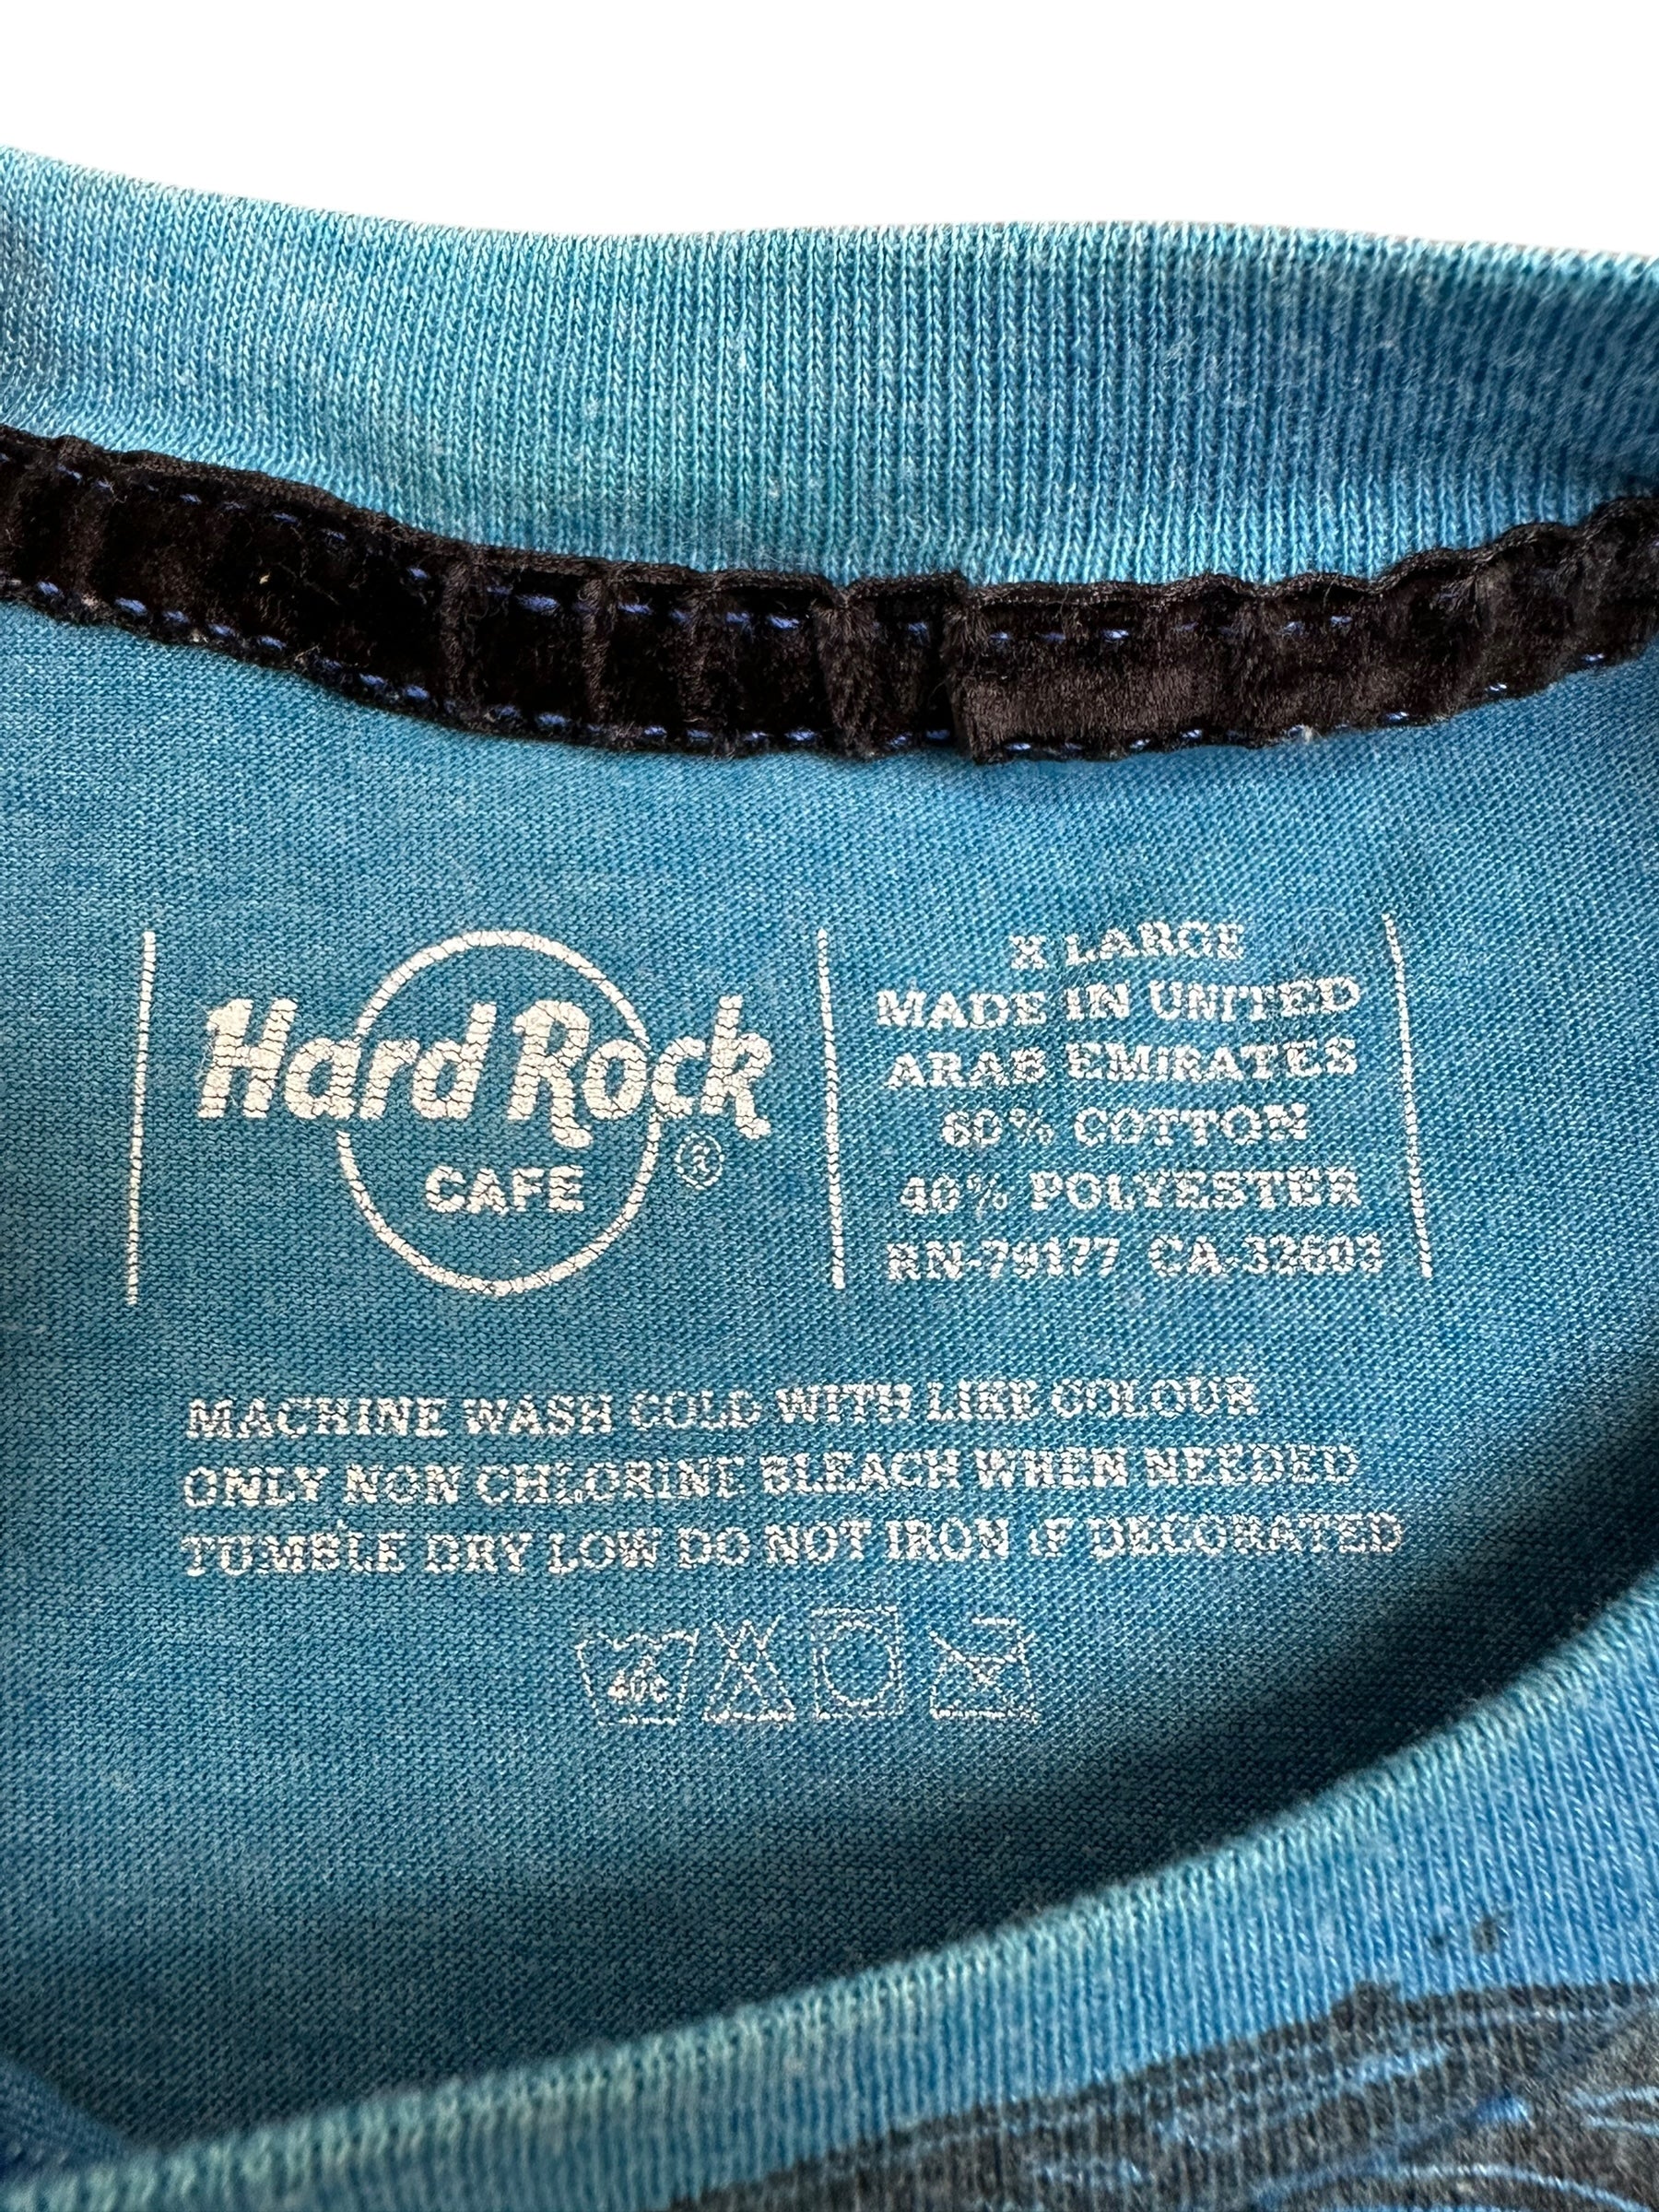 Hard Rock
CAFE
®
X LARGE
MADE IN UNITED
ARAB EMIRATES
60% COTTON
40% POLYESTER
RN-79177 CA-32603
MACHINE WASH COLD WITH LIKE COLOUR
ONLY NON CHLORINE BLEACH WHEN NEEDED
TUMBLE DRY LOW DO NOT IRON IF DECORATED
40c